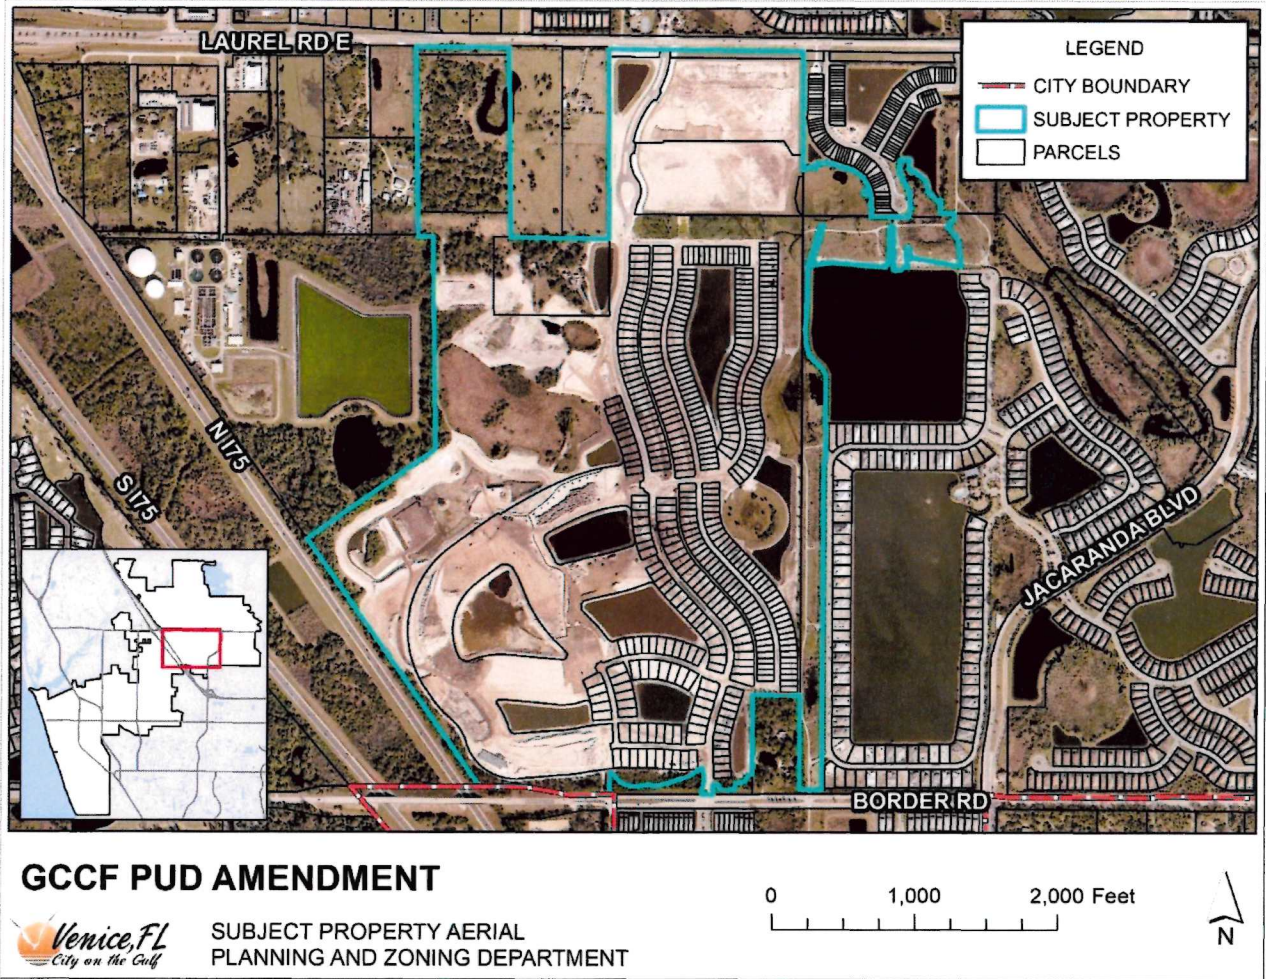 LAUREL RD E
LEGEND
CITY BOUNDARY
SUBJECT PROPERTY
PARCELS
N I75
S I75
JACARANDA BLVD
BORDER RD
GCCF PUD AMENDMENT
0 1,000 2,000 Feet
Venice, FL
City on the Gulf
SUBJECT PROPERTY AERIAL
PLANNING AND ZONING DEPARTMENT
N